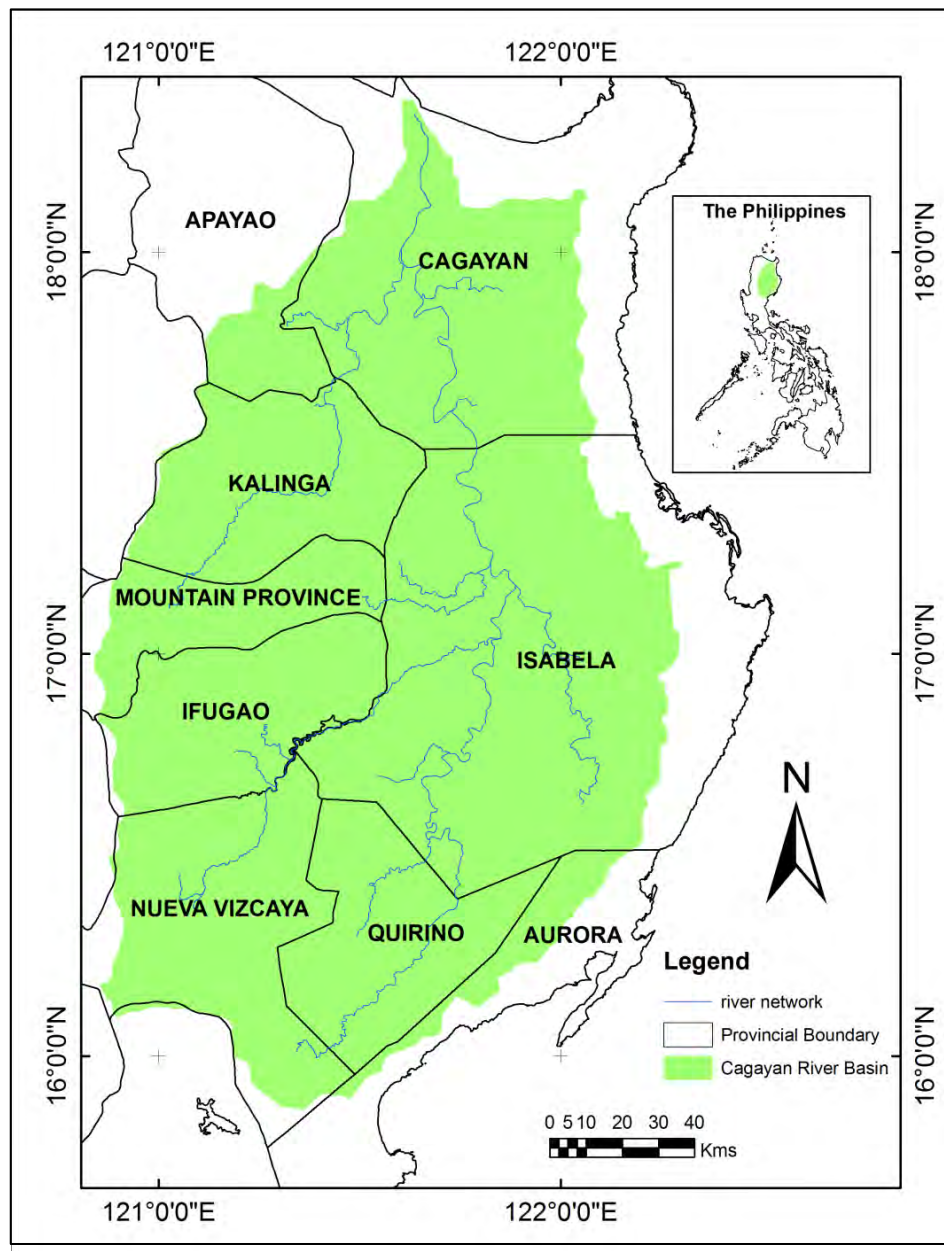 121°0'0"E
122°0'0"E
The Philippines
APAYAO
18°0'0"N
CAGAYAN
18°0'0"N
KALINGA
MOUNTAIN PROVINCE
17°0'0"N
ISABELA
17°0'0"N
IFUGAO
N
NUEVA VIZCAYA
QUIRINO
AURORA
Legend
river network
Provincial Boundary
Cagayan River Basin
16°0'0"N
16°0'0"N
0 5 10 20 30 40
Kms
121°0'0"E
122°0'0"E